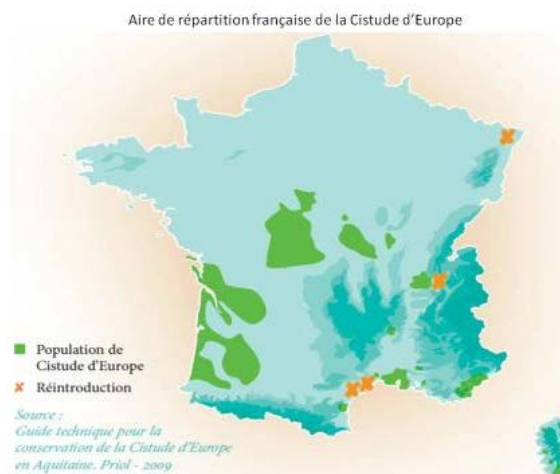 Aire de répartition française de la Cistude d'Europe
Population de
Cistude d'Europe
Réintroduction
Source :
Guide technique pour la
conservation de la Cistude d'Europe
en Aquitaine. Priol - 2009